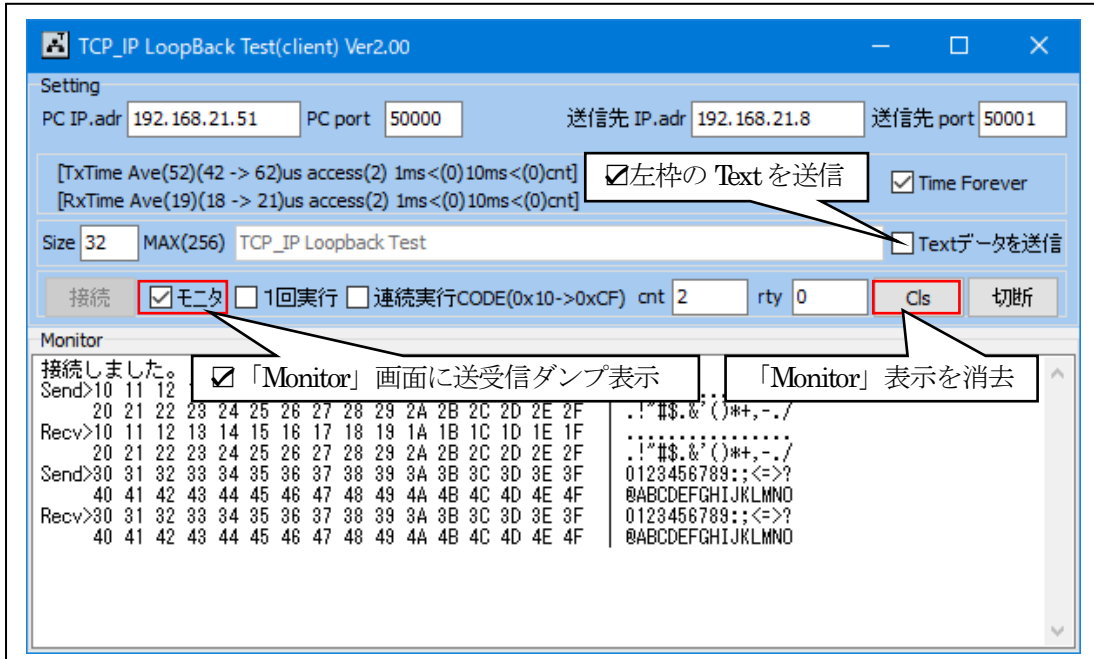 TCP_IP LoopBack Test(client) Ver2.00
Setting
PC IP.adr 192.168.21.51 PC port 50000 送信先 IP.adr 192.168.21.8 送信先 port 50001
[TxTime Ave(52)(42 -> 62)us access(2) 1ms<(0)10ms<(0)cnt]
☑左枠の Text を送信
Time Forever
[RxTime Ave(19)(18 -> 21)us access(2) 1ms<(0)10ms<(0)cnt]
Size 32 MAX(256) TCP_IP Loopback Test Textデータを送信
接続 モニタ 1回実行 連続実行CODE(0x10->0xCF) cnt 2 rty 0 Cls 切断
Monitor
接続しました。
☑「Monitor」画面に送受信ダンプ表示
「Monitor」表示を消去
Send>10 11 12
20 21 22 23 24 25 26 27 28 29 2A 2B 2C 2D 2E 2F | .!"#$.&'()*+,-./
Recv>10 11 12 13 14 15 16 17 18 19 1A 1B 1C 1D 1E 1F | ................
20 21 22 23 24 25 26 27 28 29 2A 2B 2C 2D 2E 2F | .!"#$.&'()*+,-./
Send>30 31 32 33 34 35 36 37 38 39 3A 3B 3C 3D 3E 3F | 0123456789:;<=>?
40 41 42 43 44 45 46 47 48 49 4A 4B 4C 4D 4E 4F | @ABCDEFGHIJKLMNO
Recv>30 31 32 33 34 35 36 37 38 39 3A 3B 3C 3D 3E 3F | 0123456789:;<=>?
40 41 42 43 44 45 46 47 48 49 4A 4B 4C 4D 4E 4F | @ABCDEFGHIJKLMNO